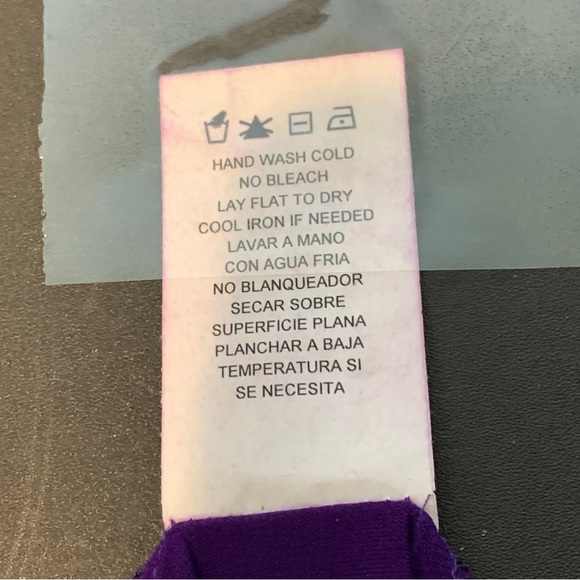 HAND WASH COLD
NO BLEACH
LAY FLAT TO DRY
COOL IRON IF NEEDED
LAVAR A MANO
CON AGUA FRIA
NO BLANQUEADOR
SECAR SOBRE
SUPERFICIE PLANA
PLANCHAR A BAJA
TEMPERATURA SI
SE NECESITA